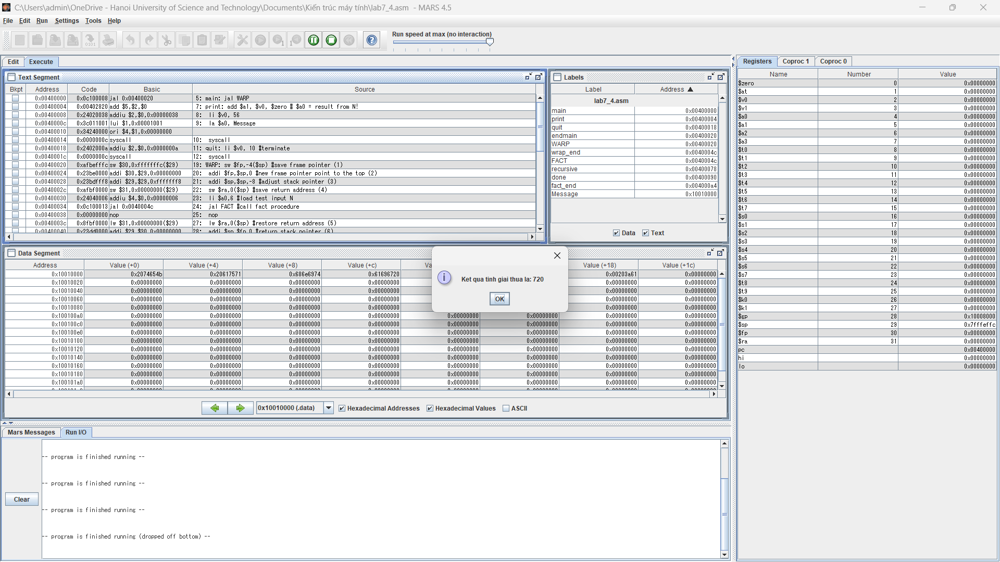 C:\Users\admin\OneDrive - Hanoi University of Science and Technology\Documents\Kiến trúc máy tính\lab7_4.asm - MARS 4.5
File Edit Run Settings Tools Help
Run speed at max (no interaction)
Edit Execute
Text Segment
Bkpt Address Code Basic Source
0x00400000 0x0c100008 jal 0x00400020 5: main: jal WARP
0x00400004 0x00402820 add $5,$2,$0 7: print: add $a1, $v0, $zero # $a0 = result from N!
0x00400008 0x24020038 addiu $2,$0,0x00000038 8: li $v0, 56
0x0040000c 0x3c011001 lui $1,0x00001001 9: la $a0, Message
0x00400010 0x34240000 ori $4,$1,0x00000000
0x00400014 0x0000000c syscall 10: syscall
0x00400018 0x2402000a addiu $2,$0,0x0000000a 11: quit: li $v0, 10 #terminate
0x0040001c 0x0000000c syscall 12: syscall
0x00400020 0xafbefffc sw $30,0xfffffffc($29) 19: WARP: sw $fp,-4($sp) #save frame pointer (1)
0x00400024 0x23be0000 addi $30,$29,0x00000000 20: addi $fp,$sp,0 #new frame pointer point to the top (2)
0x00400028 0x23bdfff8 addi $29,$29,0xfffffff8 21: addi $sp,$sp,-8 #adjust stack pointer (3)
0x0040002c 0xafbf0000 sw $31,0x00000000($29) 22: sw $ra,0($sp) #save return address (4)
0x00400030 0x24040006 addiu $4,$0,0x00000006 23: li $a0,6 #load test input N
0x00400034 0x0c100013 jal 0x0040004c 24: jal FACT #call fact procedure
0x00400038 0x00000000 nop 25: nop
0x0040003c 0x8fbf0000 lw $31,0x00000000($29) 27: lw $ra,0($sp) #restore return address (5)
0x00400040 0x23dd0000 addi $29,$30,0x00000000 28: addi $sp,$fp,0 #return stack pointer (6)
Labels
Label Address ▲
lab7_4.asm
main 0x00400000
print 0x00400004
quit 0x00400018
endmain 0x00400020
WARP 0x00400020
wrap_end 0x0040004c
FACT 0x0040004c
recursive 0x00400078
done 0x00400090
fact_end 0x004000a4
Message 0x10010000
Data Text
Data Segment
Address Value (+0) Value (+4) Value (+8) Value (+c) Va Value (+18) Value (+1c)
0x10010000 0x2074654b 0x20617571 0x686e6974 0x61696720 0x00203a61 0x00000000
0x10010020 0x00000000 0x00000000 0x00000000 0x00000000 0x00000000 0x00000000
0x10010040 0x00000000 0x00000000 0x00000000 0x00000000 0x00000000 0x00000000
0x10010060 0x00000000 0x00000000 0x00000000 0x00000000 0x00000000 0x00000000
0x10010080 0x00000000 0x00000000 0x00000000 0x00000000 0x00000000 0x00000000
0x100100a0 0x00000000 0x00000000 0x00000000 0x00000000 0x00000000 0x00000000 0x00000000 0x00000000
0x100100c0 0x00000000 0x00000000 0x00000000 0x00000000 0x00000000 0x00000000 0x00000000 0x00000000
0x100100e0 0x00000000 0x00000000 0x00000000 0x00000000 0x00000000 0x00000000 0x00000000 0x00000000
0x10010100 0x00000000 0x00000000 0x00000000 0x00000000 0x00000000 0x00000000 0x00000000 0x00000000
0x10010120 0x00000000 0x00000000 0x00000000 0x00000000 0x00000000 0x00000000 0x00000000 0x00000000
0x10010140 0x00000000 0x00000000 0x00000000 0x00000000 0x00000000 0x00000000 0x00000000 0x00000000
0x10010160 0x00000000 0x00000000 0x00000000 0x00000000 0x00000000 0x00000000 0x00000000 0x00000000
0x10010180 0x00000000 0x00000000 0x00000000 0x00000000 0x00000000 0x00000000 0x00000000 0x00000000
0x100101a0 0x00000000 0x00000000 0x00000000 0x00000000 0x00000000 0x00000000 0x00000000 0x00000000
0x10010000 (.data) Hexadecimal Addresses Hexadecimal Values ASCII
Ket qua tinh giai thua la: 720
OK
Mars Messages Run I/O
-- program is finished running --
-- program is finished running --
-- program is finished running --
-- program is finished running (dropped off bottom) --
Clear
Registers Coproc 1 Coproc 0
Name Number Value
$zero 0 0x00000000
$at 1 0x00000000
$v0 2 0x00000000
$v1 3 0x00000000
$a0 4 0x00000000
$a1 5 0x00000000
$a2 6 0x00000000
$a3 7 0x00000000
$t0 8 0x00000000
$t1 9 0x00000000
$t2 10 0x00000000
$t3 11 0x00000000
$t4 12 0x00000000
$t5 13 0x00000000
$t6 14 0x00000000
$t7 15 0x00000000
$s0 16 0x00000000
$s1 17 0x00000000
$s2 18 0x00000000
$s3 19 0x00000000
$s4 20 0x00000000
$s5 21 0x00000000
$s6 22 0x00000000
$s7 23 0x00000000
$t8 24 0x00000000
$t9 25 0x00000000
$k0 26 0x00000000
$k1 27 0x00000000
$gp 28 0x10008000
$sp 29 0x7fffeffc
$fp 30 0x00000000
$ra 31 0x00000000
pc 0x00400000
hi 0x00000000
lo 0x00000000